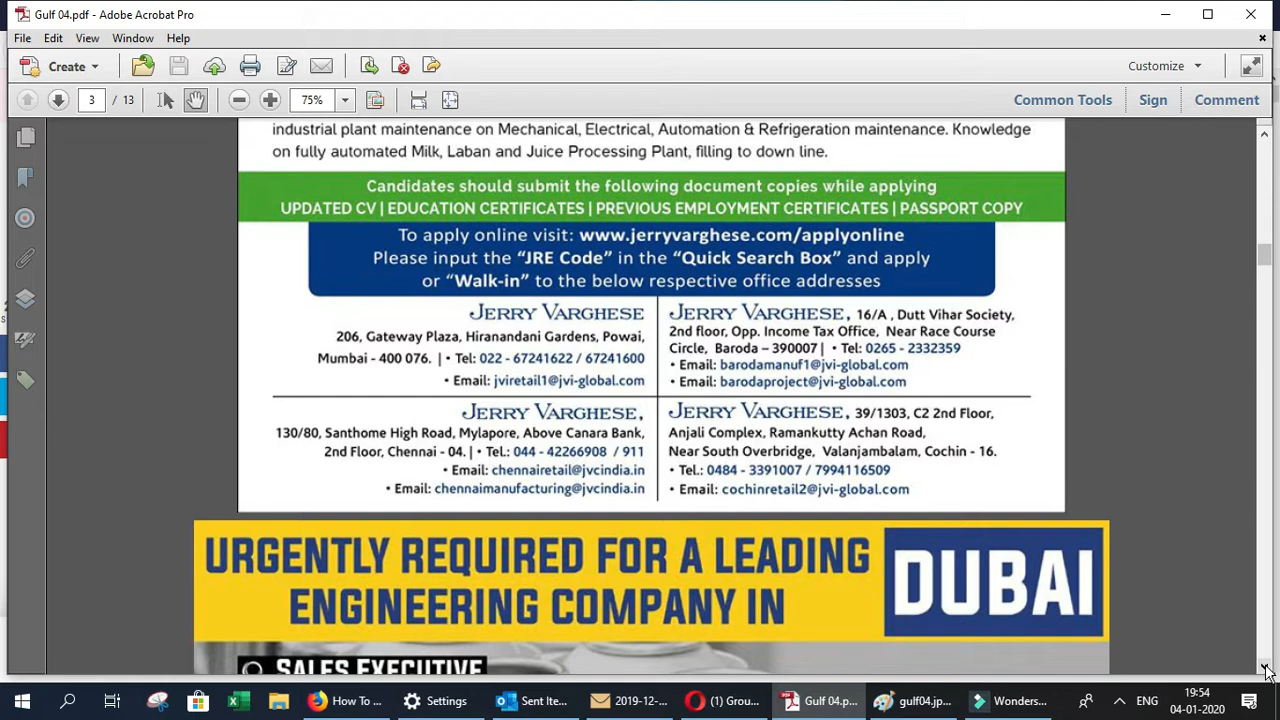 Gulf 04.pdf - Adobe Acrobat Pro
File Edit View Window Help
Create
Customize
3 / 13
75%
Common Tools Sign Comment
industrial plant maintenance on Mechanical, Electrical, Automation & Refrigeration maintenance. Knowledge
on fully automated Milk, Laban and Juice Processing Plant, filling to down line.
Candidates should submit the following document copies while applying
UPDATED CV | EDUCATION CERTIFICATES | PREVIOUS EMPLOYMENT CERTIFICATES | PASSPORT COPY
To apply online visit: www.jerryvarghese.com/applyonline
Please input the "JRE Code" in the "Quick Search Box" and apply
or "Walk-in" to the below respective office addresses
JERRY VARGHESE
206, Gateway Plaza, Hiranandani Gardens, Powai,
Mumbai - 400 076. | • Tel: 022 - 67241622 / 67241600
• Email: jviretail1@jvi-global.com
JERRY VARGHESE, 16/A , Dutt Vihar Society,
2nd floor, Opp. Income Tax Office, Near Race Course
Circle, Baroda – 390007 | • Tel: 0265 - 2332359
• Email: barodamanuf1@jvi-global.com
• Email: barodaproject@jvi-global.com
JERRY VARGHESE,
130/80, Santhome High Road, Mylapore, Above Canara Bank,
2nd Floor, Chennai - 04. | • Tel.: 044 - 42266908 / 911
• Email: chennairetail@jvcindia.in
• Email: chennaimanufacturing@jvcindia.in
JERRY VARGHESE, 39/1303, C2 2nd Floor,
Anjali Complex, Ramankutty Achan Road,
Near South Overbridge, Valanjambalam, Cochin - 16.
• Tel.: 0484 - 3391007 / 7994116509
• Email: cochinretail2@jvi-global.com
URGENTLY REQUIRED FOR A LEADING
ENGINEERING COMPANY IN
DUBAI
SALES EXECUTIVE
How To ... Settings Sent Ite... 2019-12-... (1) Grou... Gulf 04.p... gulf04.jp... Wonders... ENG
19:54
04-01-2020